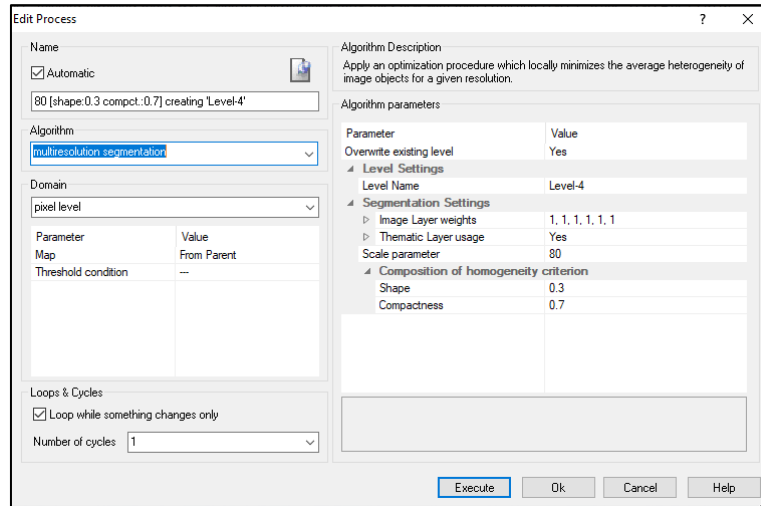 Edit Process
? X
Name
Automatic
80 [shape:0.3 compct.:0.7] creating 'Level-4'
Algorithm
multiresolution segmentation
Domain
pixel level
Parameter Value
Map From Parent
Threshold condition ---
Loops & Cycles
Loop while something changes only
Number of cycles 1
Algorithm Description
Apply an optimization procedure which locally minimizes the average heterogeneity of
image objects for a given resolution.
Algorithm parameters
Parameter Value
Overwrite existing level Yes
Level Settings
Level Name Level-4
Segmentation Settings
Image Layer weights 1, 1, 1, 1, 1, 1
Thematic Layer usage Yes
Scale parameter 80
Composition of homogeneity criterion
Shape 0.3
Compactness 0.7
Execute Ok Cancel Help